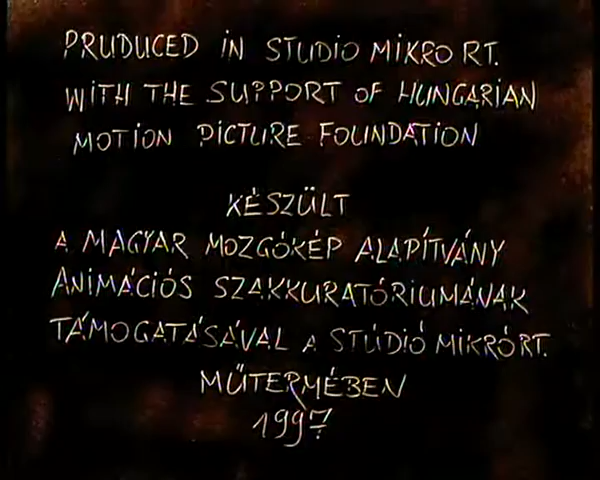 PRUDUCED iN STUDiO MiKRO RT.
WiTH THE SUPPORT OF HUNGARiAN
MOTiON PiCTURE FOUNDATiON
KÉSZÜLT
A MAGYAR MOZGÓKÉP ALAPÍTVÁNY
ANiMÁCiÓS SZAKKURATÓRiUMÁNAK
TÁMOGATÁSÁVAL A STÚDiÓ MiKRÓ RT.
MŰTERMÉBEN
1997